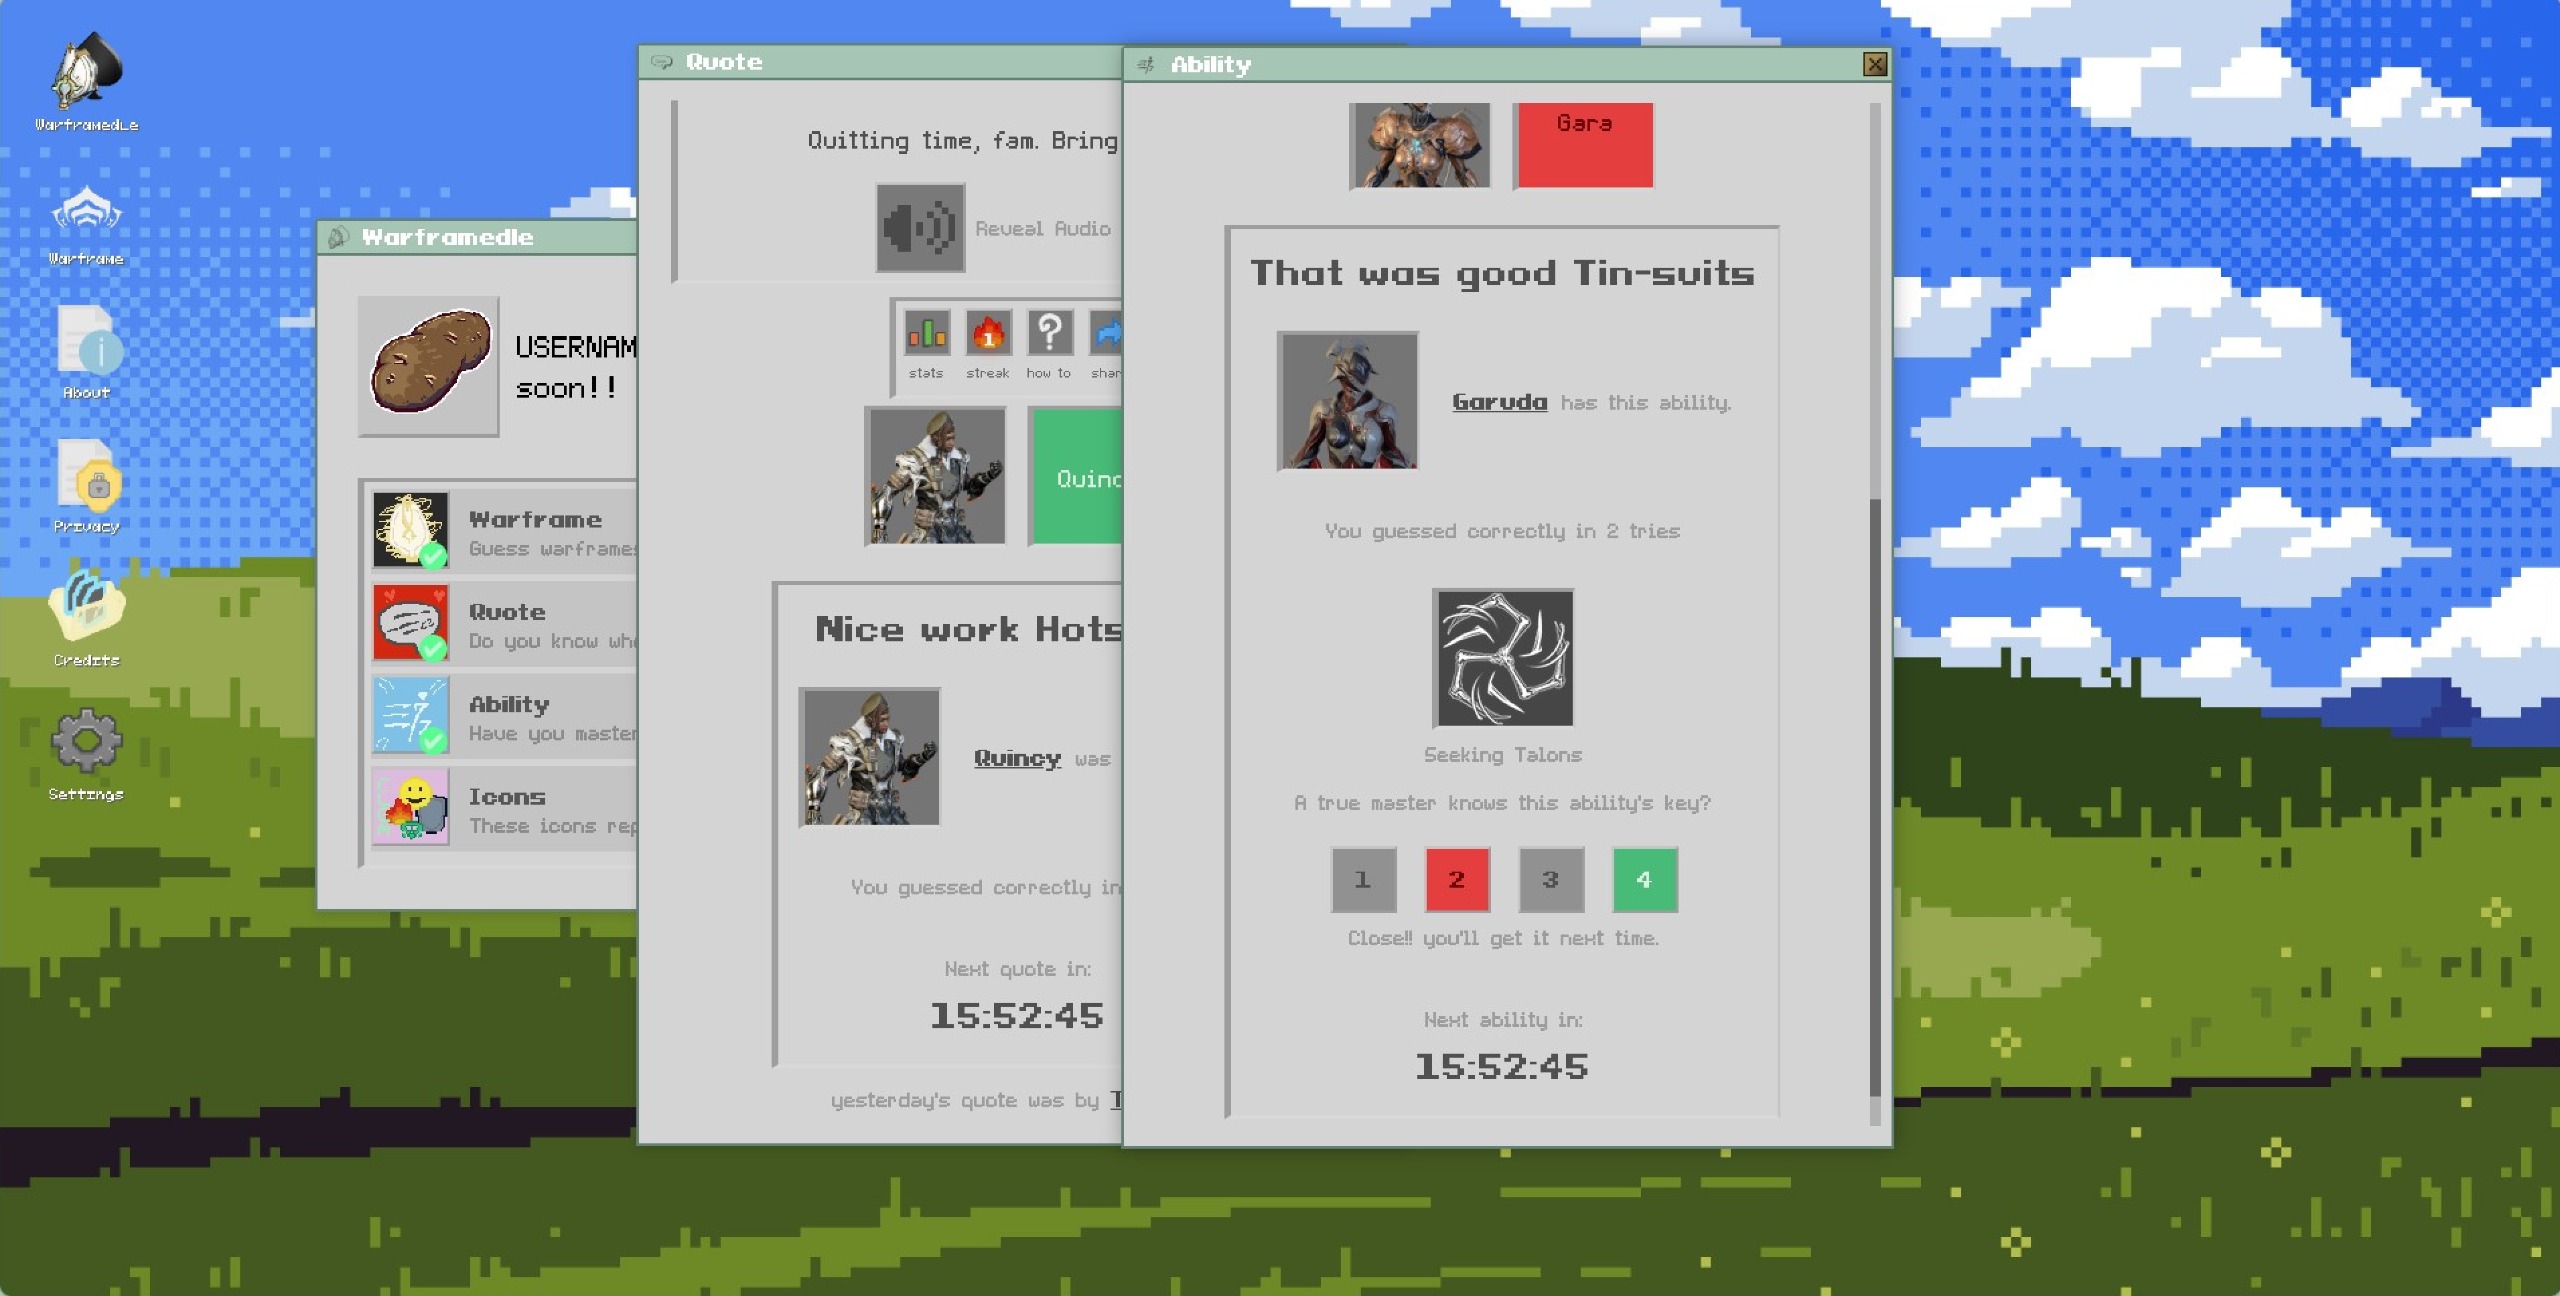 Warframedle
Warframe
About
i
Privacy
Credits
Settings
Warframedle
USERNAM
soon!!
Warframe
Guess warframes
Quote
Do you know wh
Ability
Have you master
Icons
These icons rep
Quote
Quitting time, fam. Bring
Reveal Audio
1
?
stats streak how to shar
Quinc
Nice work Hots
Quincy was
You guessed correctly in
Next quote in:
15:52:45
yesterday's quote was by
Ability
Gara
That was good Tin-suits
Garuda has this ability.
You guessed correctly in 2 tries
Seeking Talons
A true master knows this ability's key?
1 2 3 4
Close!! you'll get it next time.
Next ability in:
15:52:45